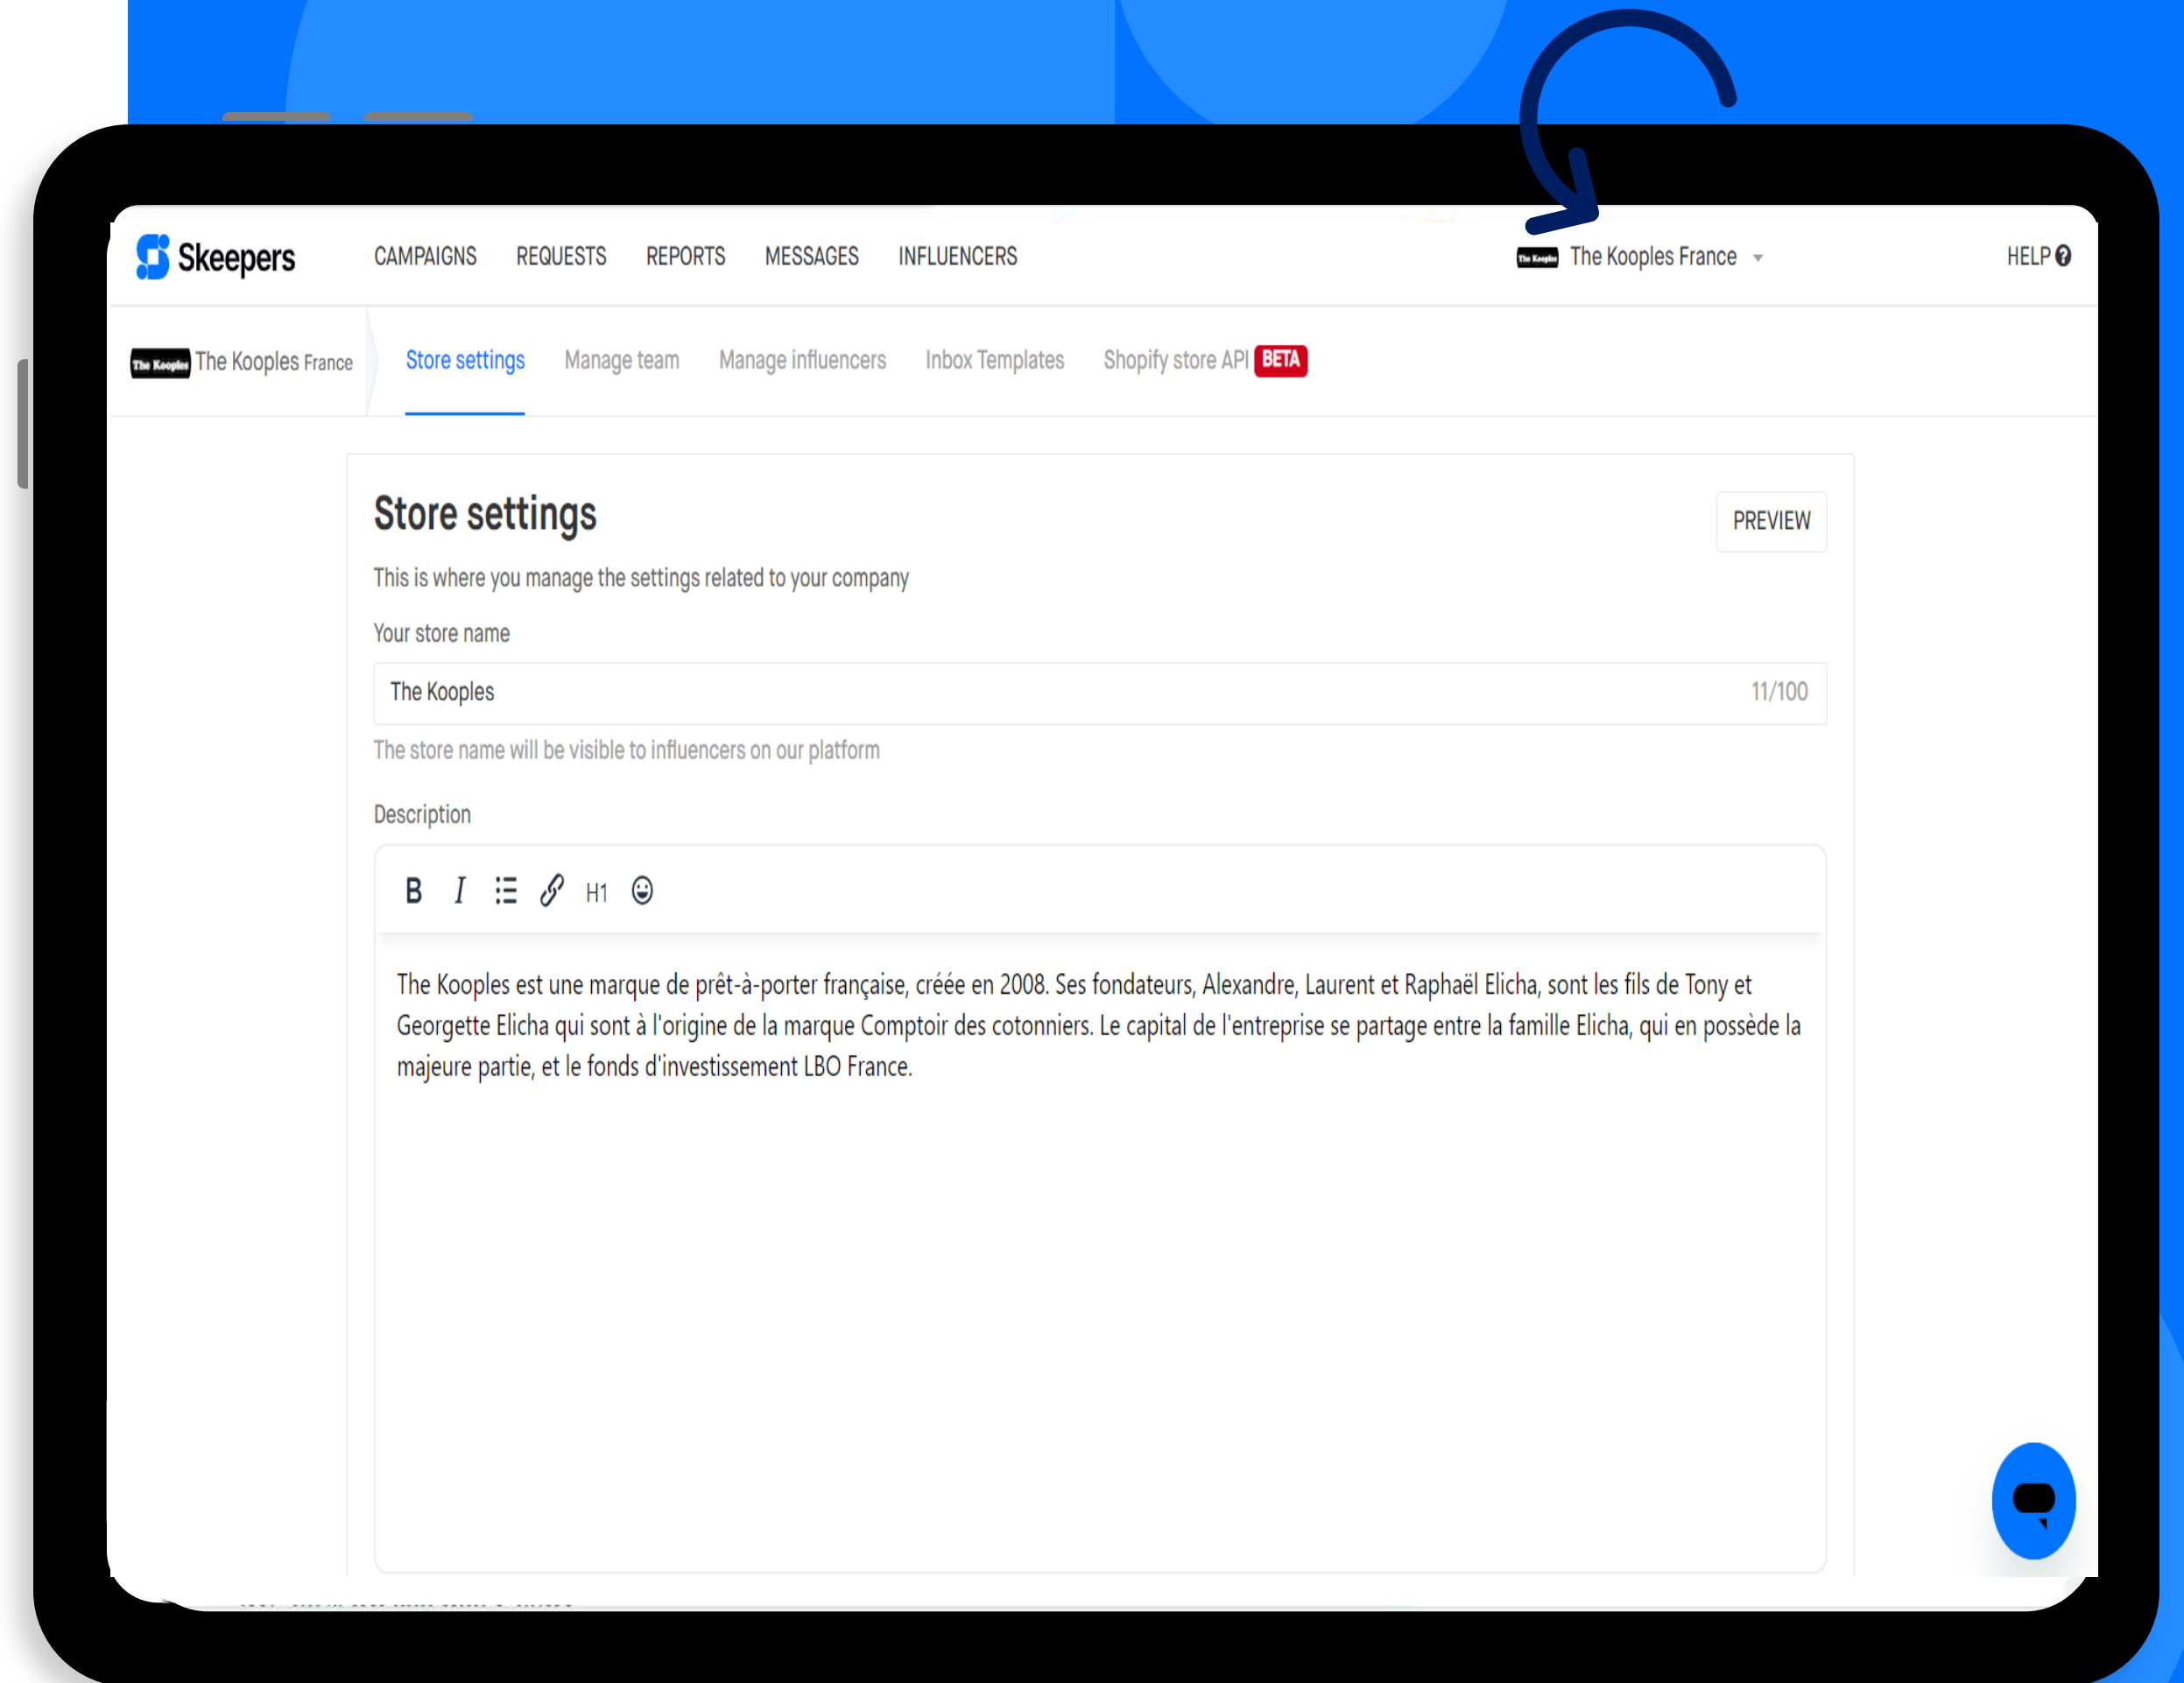 Skeepers CAMPAIGNS REQUESTS REPORTS MESSAGES INFLUENCERS The Kooples The Kooples France HELP
The Kooples The Kooples France Store settings Manage team Manage influencers Inbox Templates Shopify store API BETA
Store settings
PREVIEW
This is where you manage the settings related to your company
Your store name
The Kooples 11/100
The store name will be visible to influencers on our platform
Description
B I H1
The Kooples est une marque de prêt-à-porter française, créée en 2008. Ses fondateurs, Alexandre, Laurent et Raphaël Elicha, sont les fils de Tony et
Georgette Elicha qui sont à l'origine de la marque Comptoir des cotonniers. Le capital de l'entreprise se partage entre la famille Elicha, qui en possède la
majeure partie, et le fonds d'investissement LBO France.